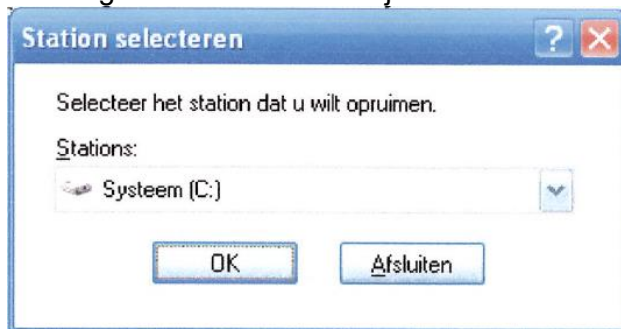 Station selecteren
Selecteer het station dat u wilt opruimen.
Stations:
Systeem (C:)
OK
Afsluiten